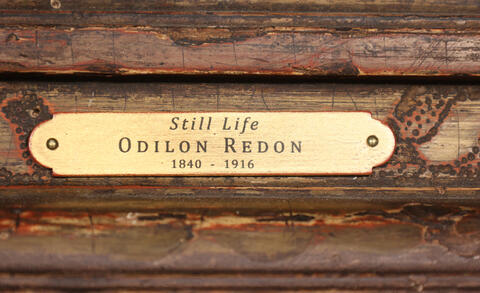 Still Life
ODILON REDON
1840 - 1916